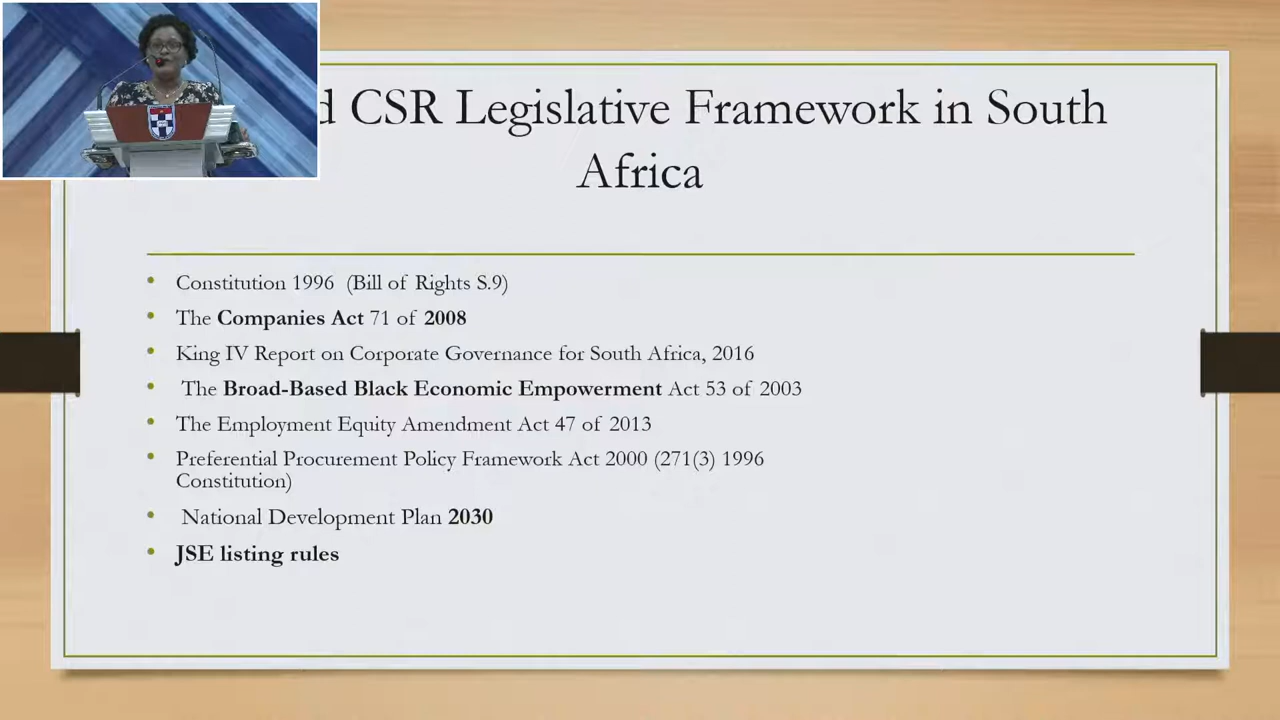 CSR Legislative Framework in South
Africa
• Constitution 1996 (Bill of Rights S.9)
• The Companies Act 71 of 2008
• King IV Report on Corporate Governance for South Africa, 2016
• The Broad-Based Black Economic Empowerment Act 53 of 2003
• The Employment Equity Amendment Act 47 of 2013
• Preferential Procurement Policy Framework Act 2000 (271(3) 1996
Constitution)
• National Development Plan 2030
• JSE listing rules